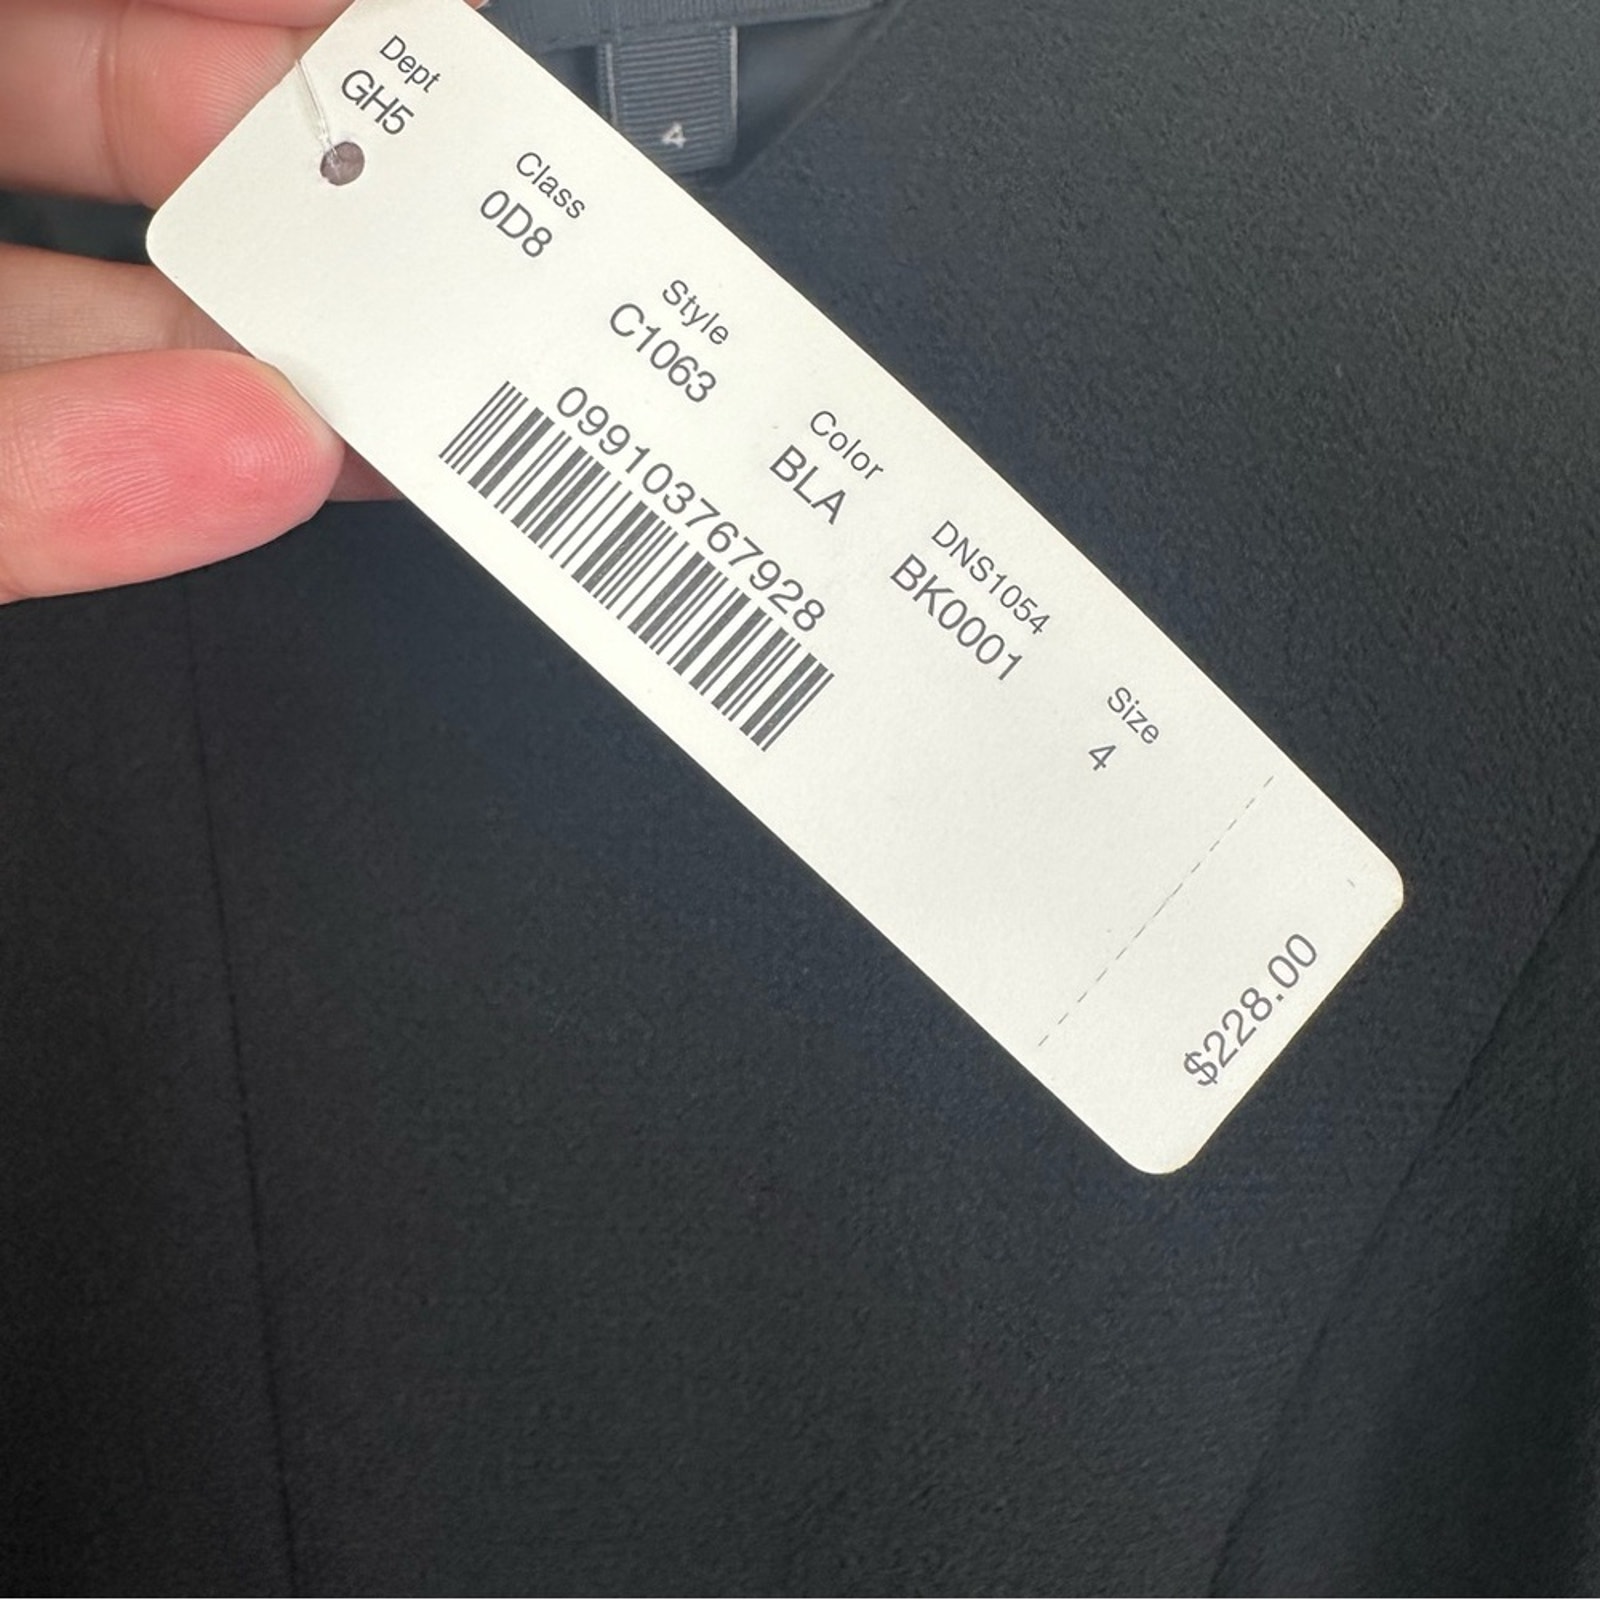 4
Dept
GH5
Class
0D8
Style
C1063
Color
BLA
DNS1054
BK0001
Size
4
099103767928
$228.00